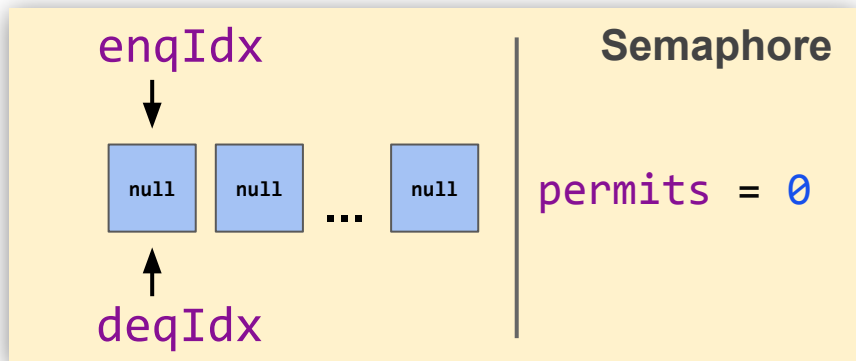 enqIdx
null null ... null
deqIdx
Semaphore
permits = 0